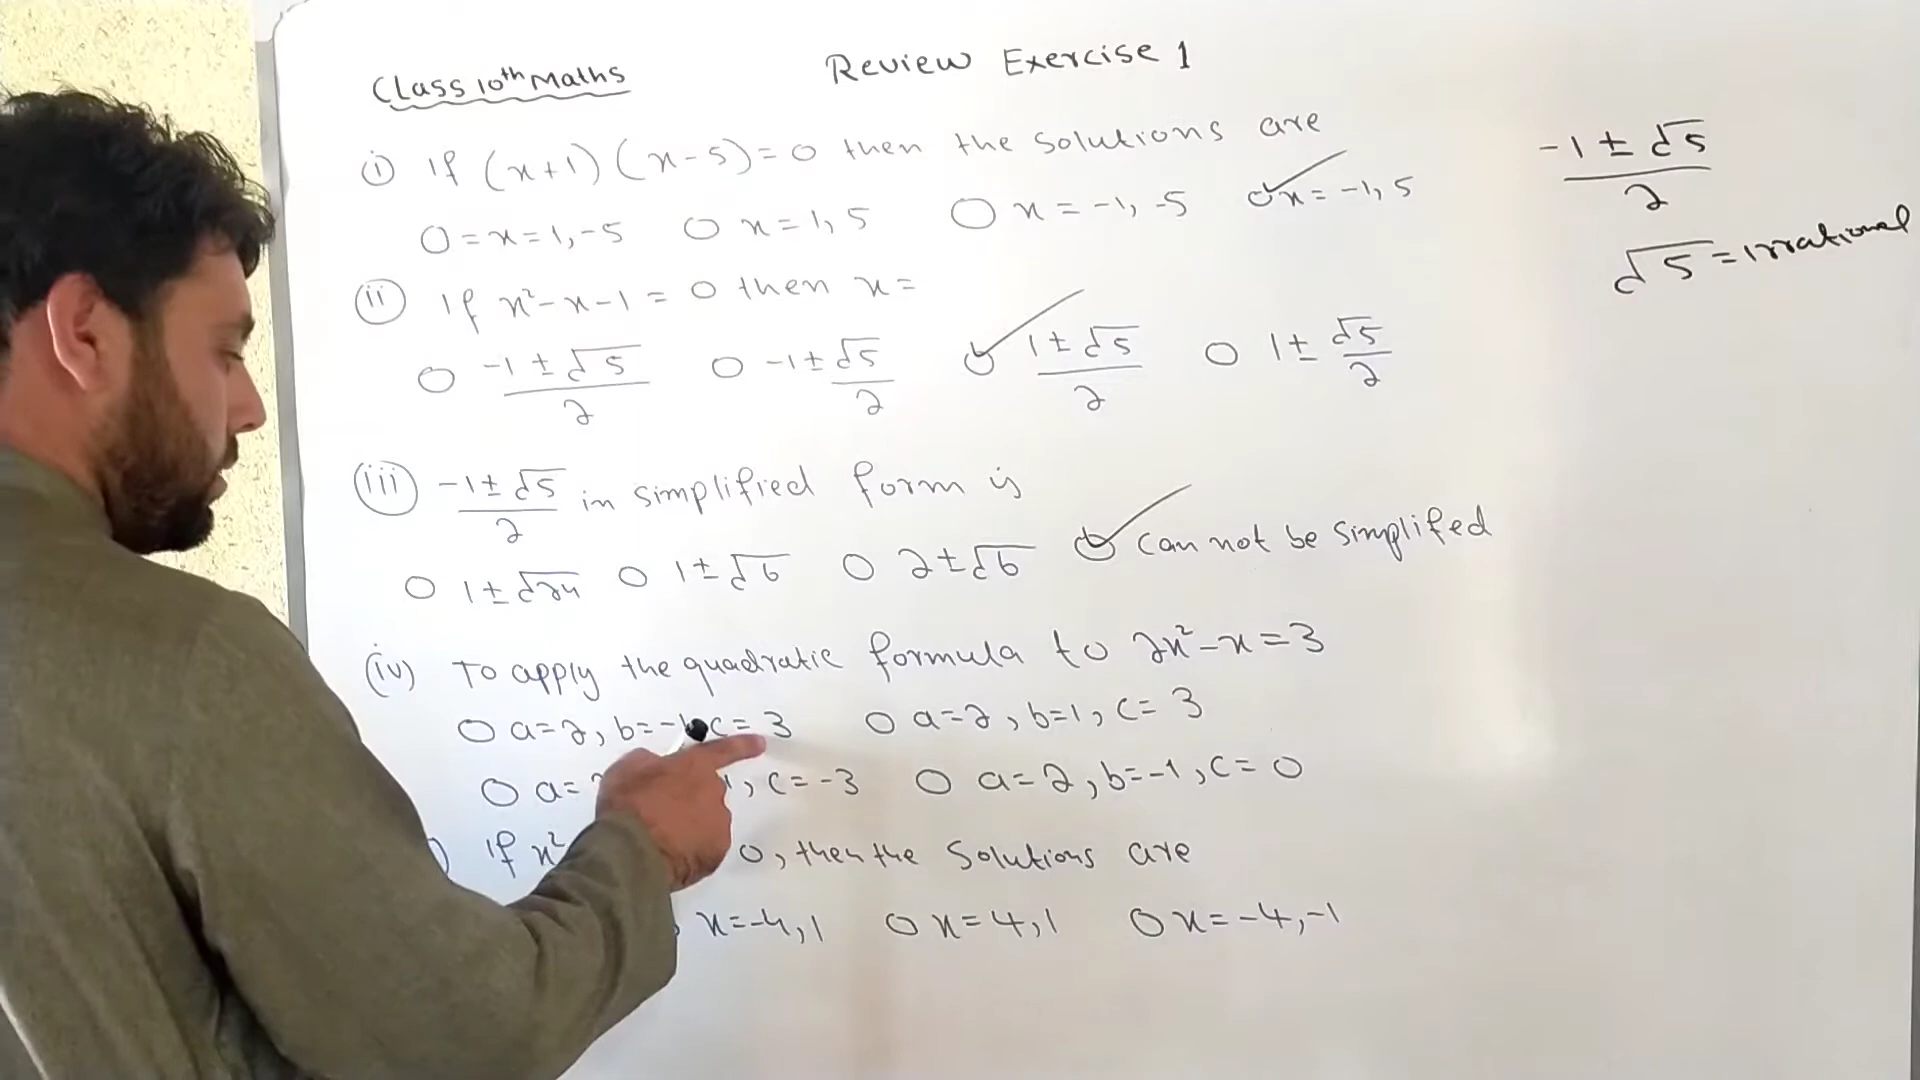 Class 10th Maths
Review Exercise 1
i) If (x+1) (x-5)=0 then the solutions are
O=x=1,-5 O x=1,5 O x=-1,-5 O x=-1,5
ii) If x²-x-1=0 then x=
O (-1±√5)/2 O -1±√5/2 O (1±√5)/2 O 1±√5/2
iii) (-1±√5)/2 in simplified form is
O 1±√24 O 1±√6 O 2±√6 O can not be simplifed
(iv) To apply the quadratic formula to 2x²-x=3
O a=2, b=-1, c=3 O a=2, b=1, c=3
O a= 1, c=-3 O a=2, b=-1, c=0
) If x² 0, then the Solutions are
x=-4,1 O x=4,1 O x=-4,-1
(-1±√5)/2
√5=irrational